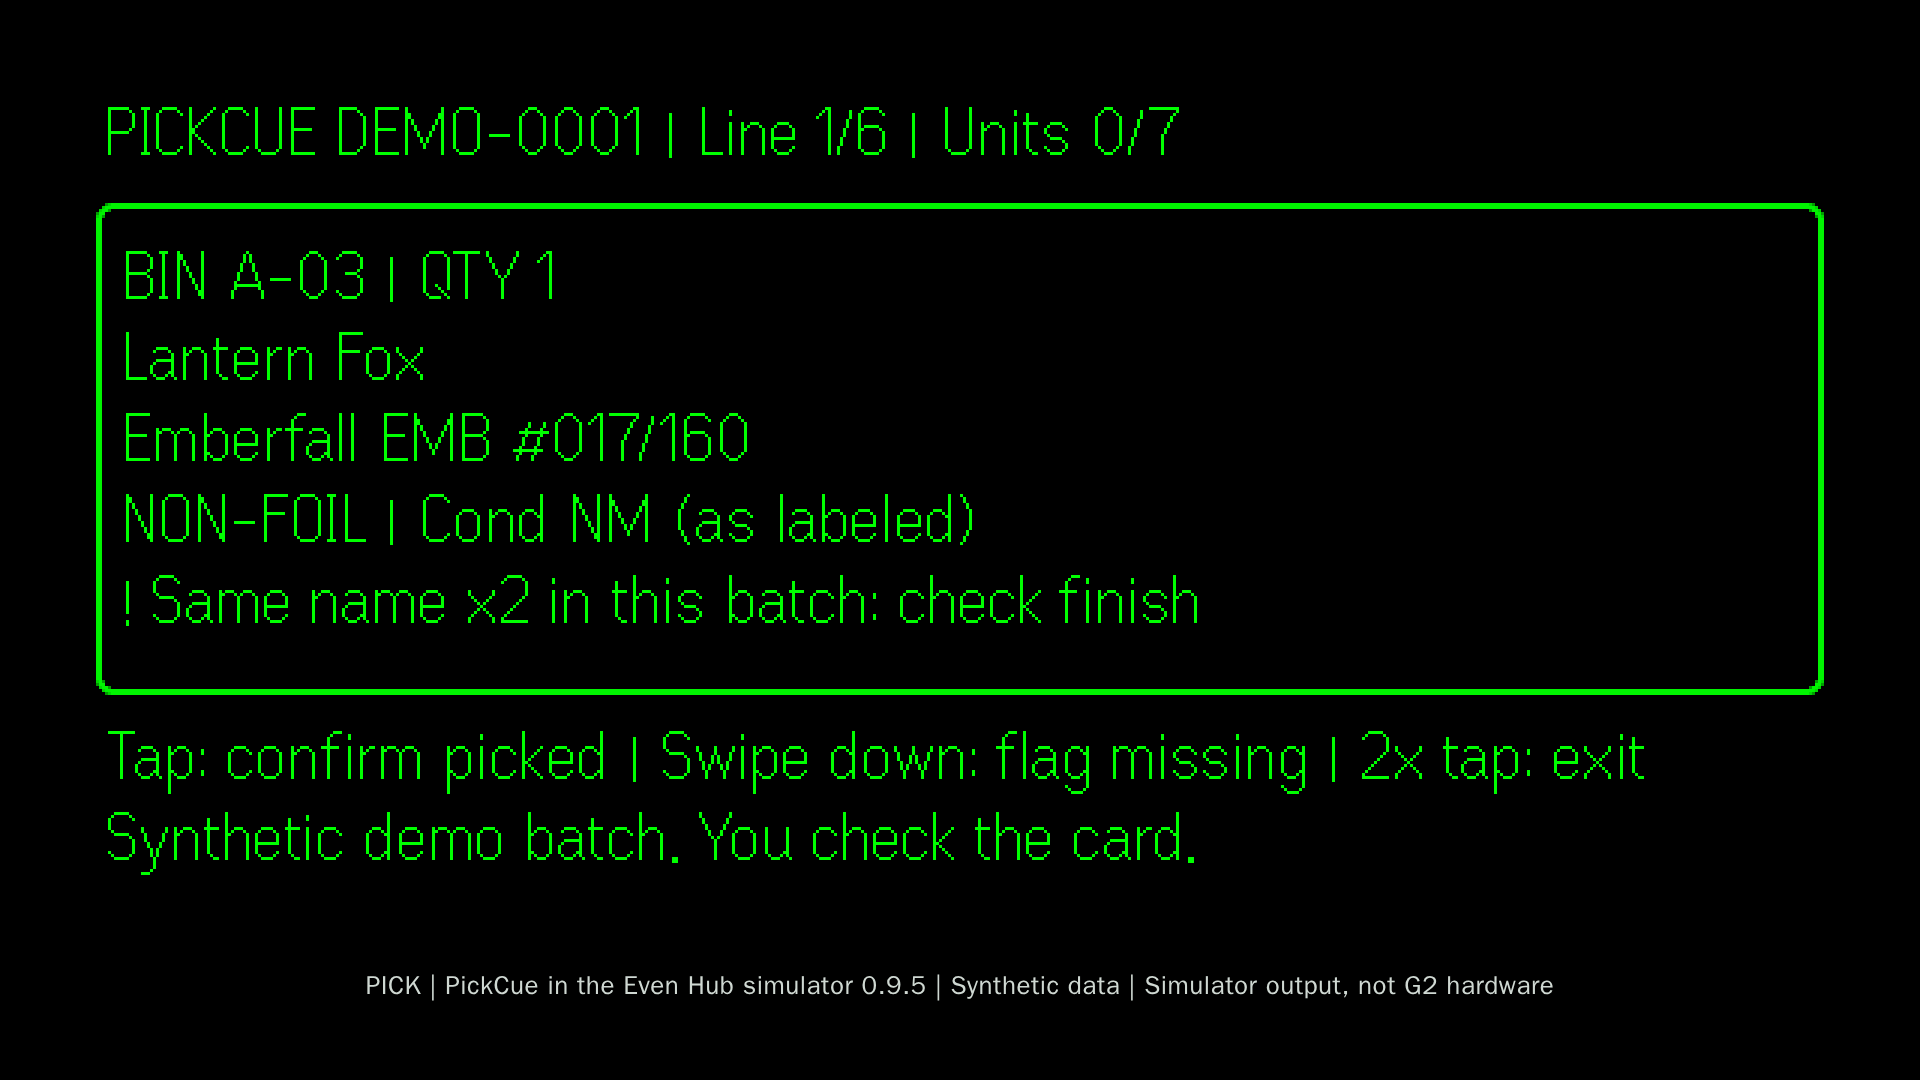 PICKCUE DEMO-0001 | Line 1/6 | Units 0/7
BIN A-03 | QTY 1
Lantern Fox
Emberfall EMB #017/160
NON-FOIL | Cond NM (as labeled)
! Same name x2 in this batch: check finish
Tap: confirm picked | Swipe down: flag missing | 2x tap: exit
Synthetic demo batch. You check the card.
PICK | PickCue in the Even Hub simulator 0.9.5 | Synthetic data | Simulator output, not G2 hardware